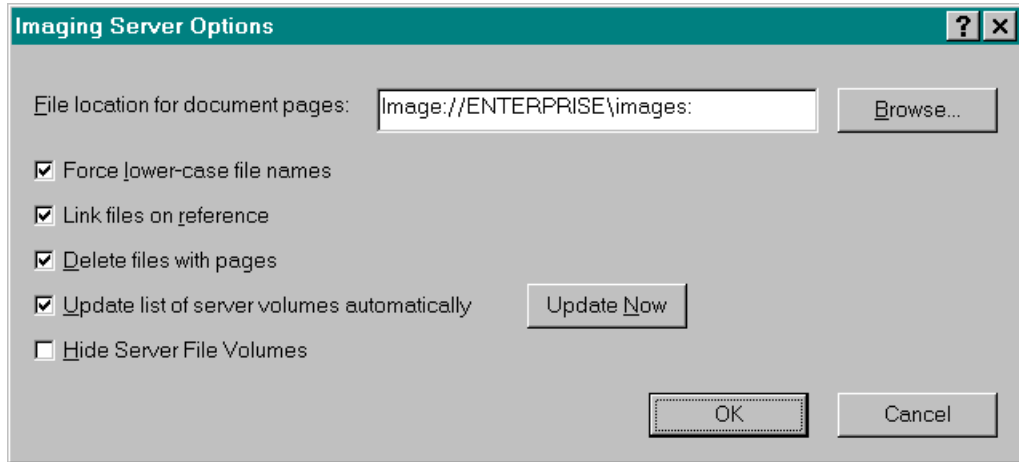 Imaging Server Options ?
File location for document pages: Image://ENTERPRISE\images: Browse...
Force lower-case file names
Link files on reference
Delete files with pages
Update list of server volumes automatically Update Now
Hide Server File Volumes
OK Cancel